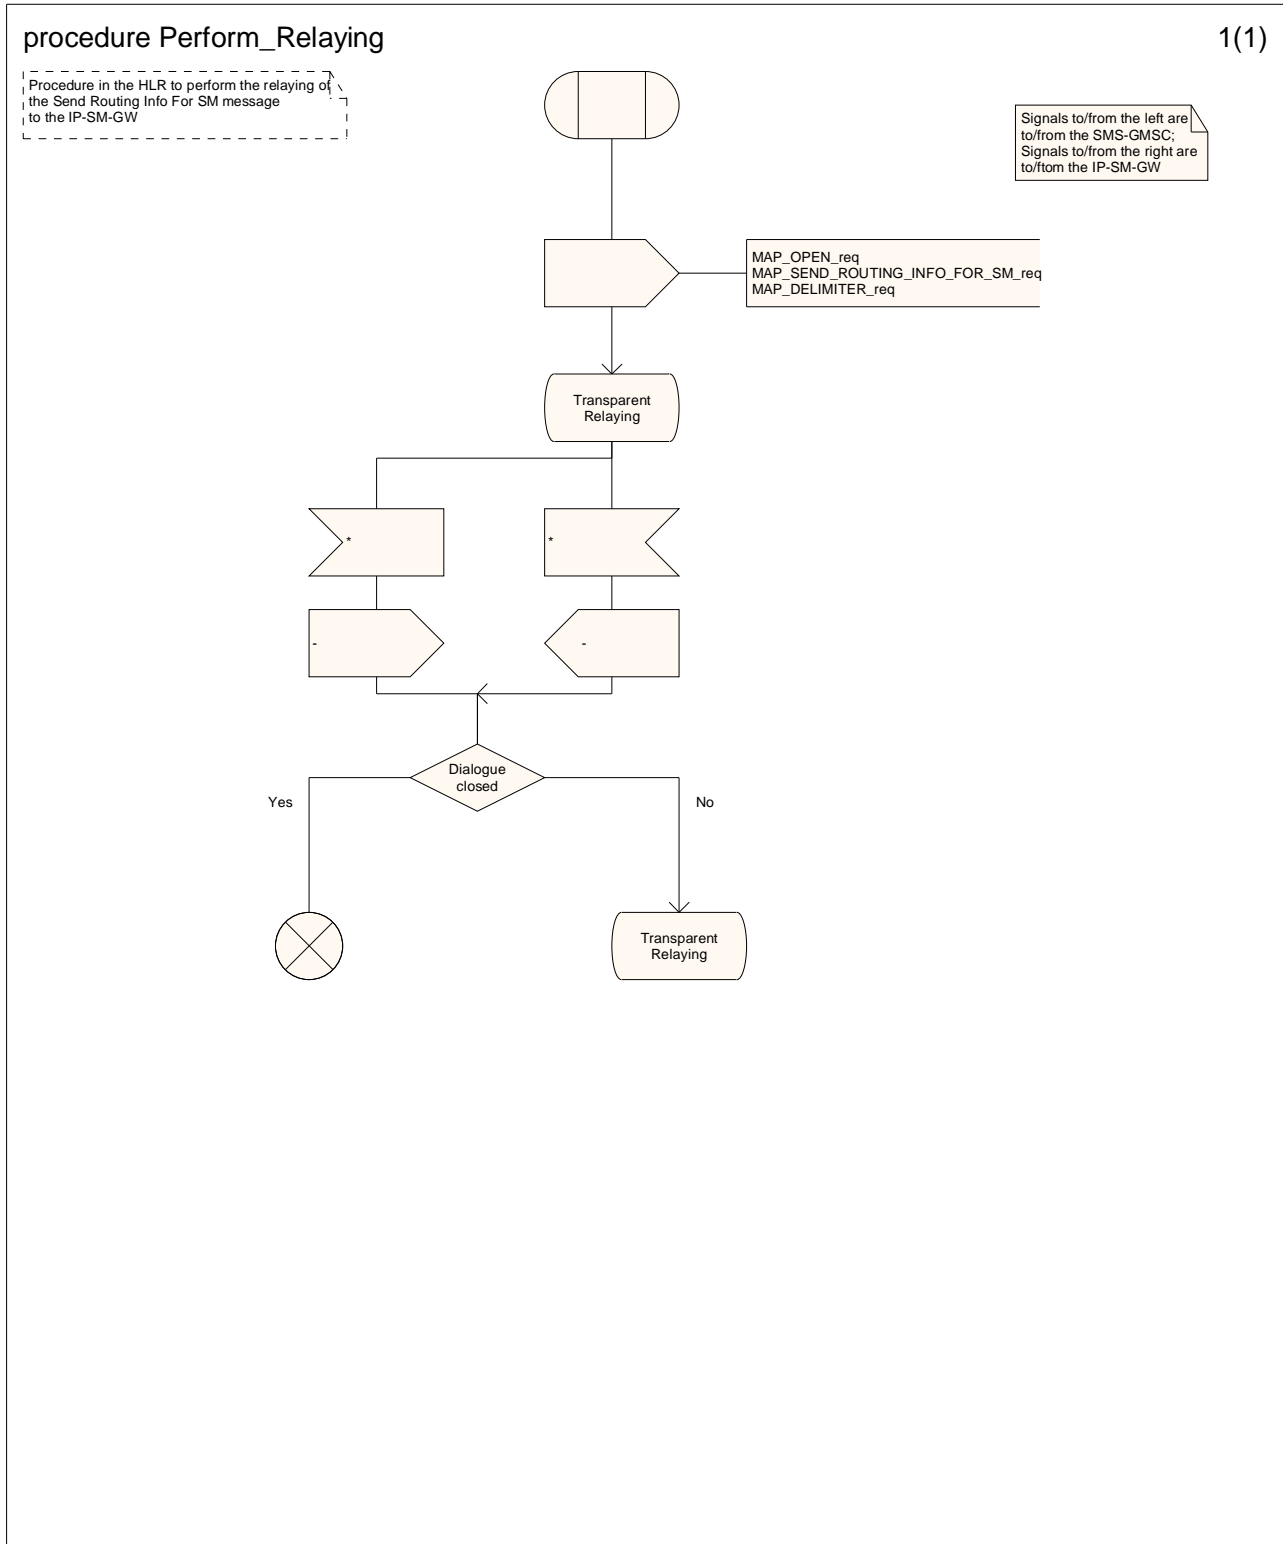 procedure Perform_Relaying
1(1)
Procedure in the HLR to perform the relaying of
the Send Routing Info For SM message
to the IP-SM-GW
Signals to/from the left are
to/from the SMS-GMSC;
Signals to/from the right are
to/ftom the IP-SM-GW
MAP_OPEN_req
MAP_SEND_ROUTING_INFO_FOR_SM_req
MAP_DELIMITER_req
Transparent
Relaying
*
*
-
-
Dialogue
closed
Yes
No
Transparent
Relaying